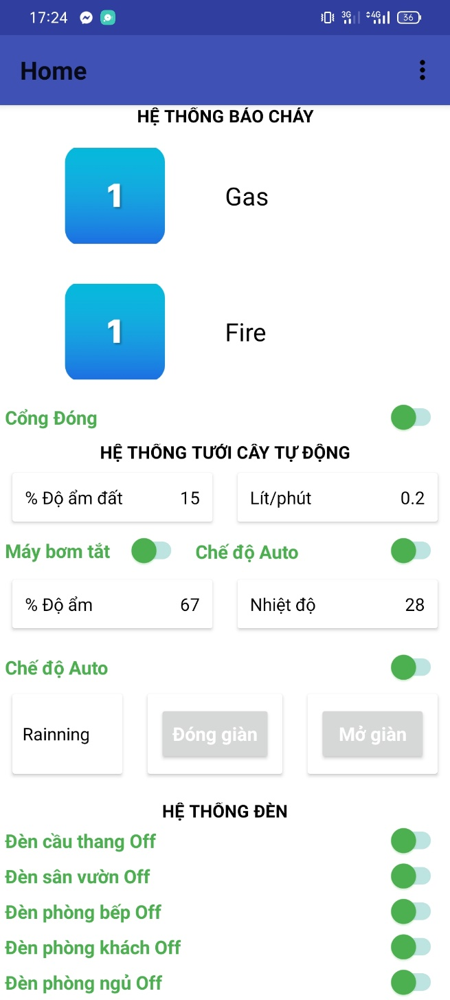 17:24
3G
4G
36
Home
HỆ THỐNG BÁO CHÁY
1 Gas
1 Fire
Cổng Đóng
HỆ THỐNG TƯỚI CÂY TỰ ĐỘNG
% Độ ẩm đất 15 Lít/phút 0.2
Máy bơm tắt Chế độ Auto
% Độ ẩm 67 Nhiệt độ 28
Chế độ Auto
Rainning Đóng giàn Mở giàn
HỆ THỐNG ĐÈN
Đèn cầu thang Off
Đèn sân vườn Off
Đèn phòng bếp Off
Đèn phòng khách Off
Đèn phòng ngủ Off